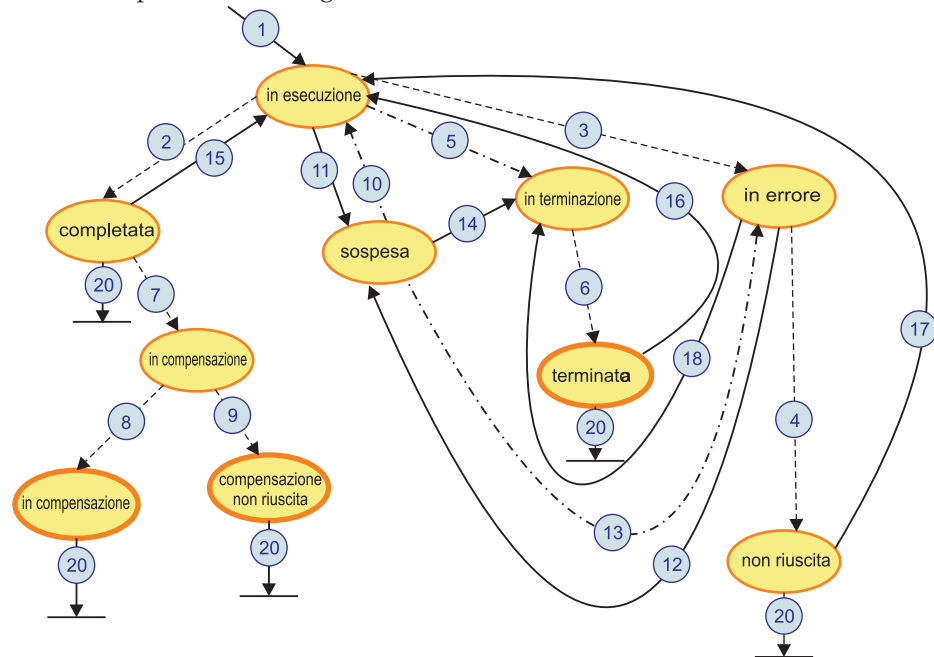 1
in esecuzione
2
15
11
10
5
3
completata
sospesa
14
in terminazione
16
in errore
20
7
6
17
in compensazione
terminata
18
8
9
20
4
in compensazione
compensazione
non riuscita
13
12
non riuscita
20
20
20